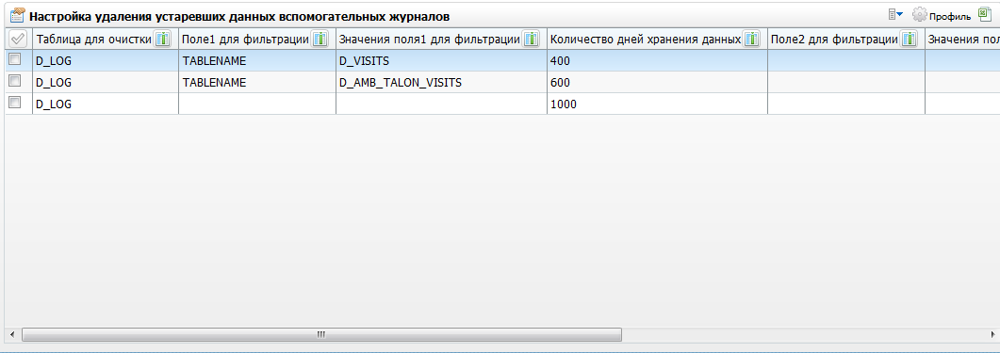 Настройка удаления устаревших данных вспомогательных журналов Профиль
Таблица для очистки Поле1 для фильтрации Значения поля1 для фильтрации Количество дней хранения данных Поле2 для фильтрации Значения пол
D_LOG TABLENAME D_VISITS 400
D_LOG TABLENAME D_AMB_TALON_VISITS 600
D_LOG 1000